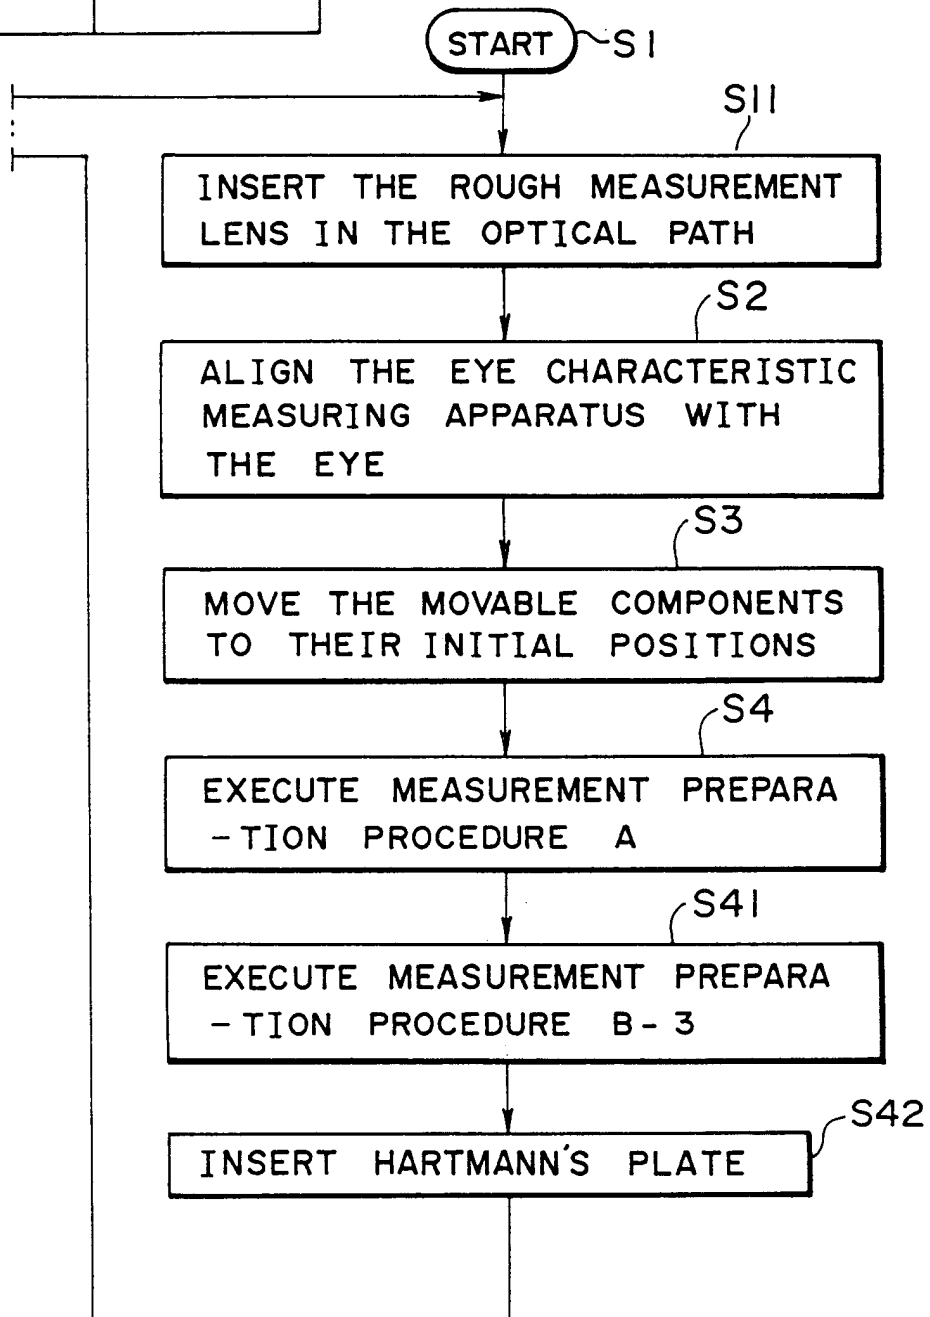 START S1
S11
INSERT THE ROUGH MEASUREMENT
LENS IN THE OPTICAL PATH
S2
ALIGN THE EYE CHARACTERISTIC
MEASURING APPARATUS WITH
THE EYE
S3
MOVE THE MOVABLE COMPONENTS
TO THEIR INITIAL POSITIONS
S4
EXECUTE MEASUREMENT PREPARA
-TION PROCEDURE A
S41
EXECUTE MEASUREMENT PREPARA
-TION PROCEDURE B-3
S42
INSERT HARTMANN'S PLATE